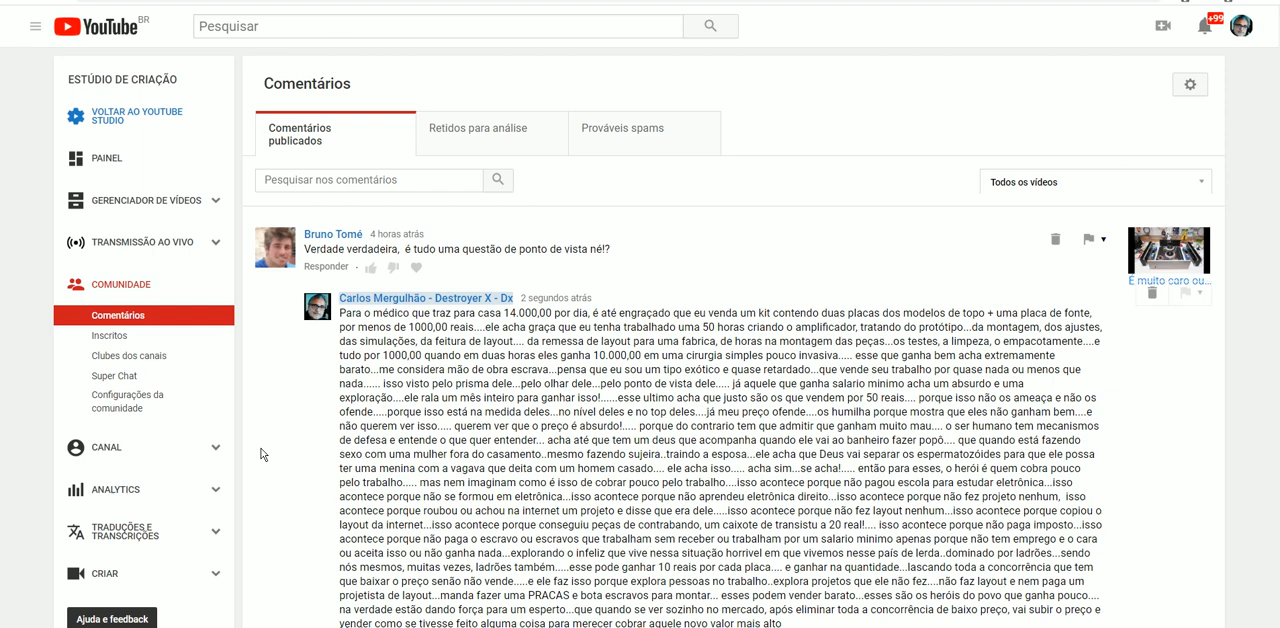 YouTube BR
Pesquisar
+99
ESTÚDIO DE CRIAÇÃO
VOLTAR AO YOUTUBE
STUDIO
PAINEL
GERENCIADOR DE VÍDEOS
TRANSMISSÃO AO VIVO
COMUNIDADE
Comentários
Inscritos
Clubes dos canais
Super Chat
Configurações da
comunidade
CANAL
ANALYTICS
TRADUÇÕES E
TRANSCRIÇÕES
CRIAR
Ajuda e feedback
Comentários
Comentários
publicados
Retidos para análise
Prováveis spams
Pesquisar nos comentários
Todos os vídeos
Bruno Tomé 4 horas atrás
Verdade verdadeira, é tudo uma questão de ponto de vista né!?
Responder -
É muito caro ou...
Carlos Mergulhão - Destroyer X - Dx 2 segundos atrás
Para o médico que traz para casa 14.000,00 por dia, é até engraçado que eu venda um kit contendo duas placas dos modelos de topo + uma placa de fonte,
por menos de 1000,00 reais....ele acha graça que eu tenha trabalhado uma 50 horas criando o amplificador, tratando do protótipo...da montagem, dos ajustes,
das simulações, da feitura de layout.... da remessa de layout para uma fabrica, de horas na montagem das peças...os testes, a limpeza, o empacotamento....e
tudo por 1000,00 quando em duas horas eles ganha 10.000,00 em uma cirurgia simples pouco invasiva..... esse que ganha bem acha extremamente
barato...me considera mão de obra escrava...pensa que eu sou um tipo exótico e quase retardado...que vende seu trabalho por quase nada ou menos que
nada...... isso visto pelo prisma dele...pelo olhar dele...pelo ponto de vista dele..... já aquele que ganha salario minimo acha um absurdo e uma
exploração....ele rala um mês inteiro para ganhar isso!......esse ultimo acha que justo são os que vendem por 50 reais.... porque isso não os ameaça e não os
ofende.....porque isso está na medida deles...no nível deles e no top deles....já meu preço ofende....os humilha porque mostra que eles não ganham bem....e
não querem ver isso..... querem ver que o preço é absurdo!..... porque do contrario tem que admitir que ganham muito mau.... o ser humano tem mecanismos
de defesa e entende o que quer entender... acha até que tem um deus que acompanha quando ele vai ao banheiro fazer popô.... que quando está fazendo
sexo com uma mulher fora do casamento..mesmo fazendo sujeira..traindo a esposa...ele acha que Deus vai separar os espermatozóides para que ele possa
ter uma menina com a vagava que deita com um homem casado.... ele acha isso..... acha sim...se acha!..... então para esses, o herói é quem cobra pouco
pelo trabalho..... mas nem imaginam como é isso de cobrar pouco pelo trabalho....isso acontece porque não pagou escola para estudar eletrônica...isso
acontece porque não se formou em eletrônica...isso acontece porque não aprendeu eletrônica direito...isso acontece porque não fez projeto nenhum, isso
acontece porque roubou ou achou na internet um projeto e disse que era dele.....isso acontece porque não fez layout nenhum...isso acontece porque copiou o
layout da internet...isso acontece porque conseguiu peças de contrabando, um caixote de transistu a 20 real!.... isso acontece porque não paga imposto...isso
acontece porque não paga o escravo ou escravos que trabalham sem receber ou trabalham por um salario minimo apenas porque não tem emprego e o cara
ou aceita isso ou não ganha nada...explorando o infeliz que vive nessa situação horrivel em que vivemos nesse país de lerda..dominado por ladrões...sendo
nós mesmos, muitas vezes, ladrões também.....esse pode ganhar 10 reais por cada placa.... e ganhar na quantidade...lascando toda a concorrência que tem
que baixar o preço senão não vende.....e ele faz isso porque explora pessoas no trabalho..explora projetos que ele não fez....não faz layout e nem paga um
projetista de layout...manda fazer uma PRACAS e bota escravos para montar... esses podem vender barato...esses são os heróis do povo que ganha pouco....
na verdade estão dando força para um esperto...que quando se ver sozinho no mercado, após eliminar toda a concorrência de baixo preço, vai subir o preço e
vender como se tivesse feito alguma coisa para merecer cobrar aquele novo valor mais alto